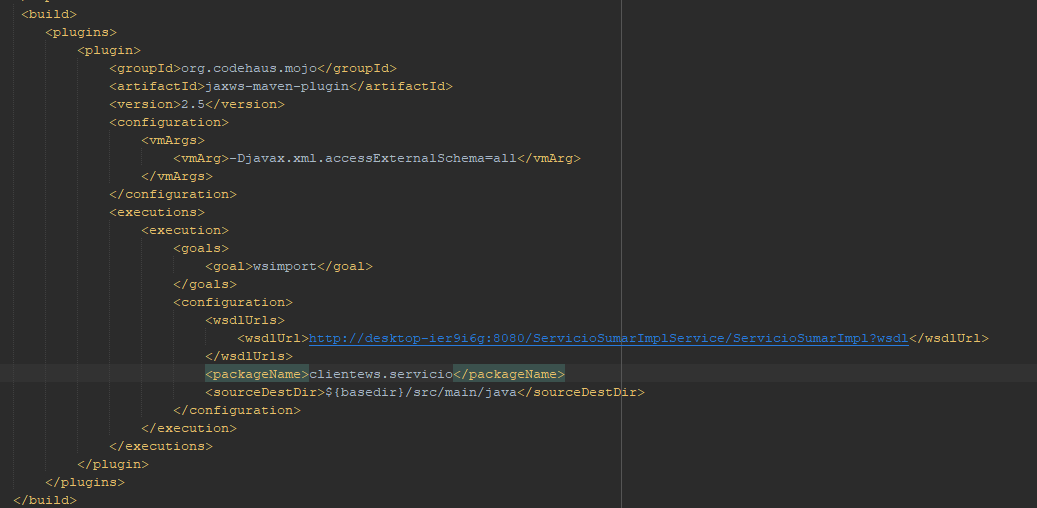 <build>
<plugins>
<plugin>
<groupId>org.codehaus.mojo</groupId>
<artifactId>jaxws-maven-plugin</artifactId>
<version>2.5</version>
<configuration>
<vmArgs>
<vmArg>-Djavax.xml.accessExternalSchema=all</vmArg>
</vmArgs>
</configuration>
<executions>
<execution>
<goals>
<goal>wsimport</goal>
</goals>
<configuration>
<wsdlUrls>
<wsdlUrl>http://desktop-ier9i6g:8080/ServicioSumarImplService/ServicioSumarImpl?wsdl</wsdlUrl>
</wsdlUrls>
<packageName>clientews.servicio</packageName>
<sourceDestDir>${basedir}/src/main/java</sourceDestDir>
</configuration>
</execution>
</executions>
</plugin>
</plugins>
</build>